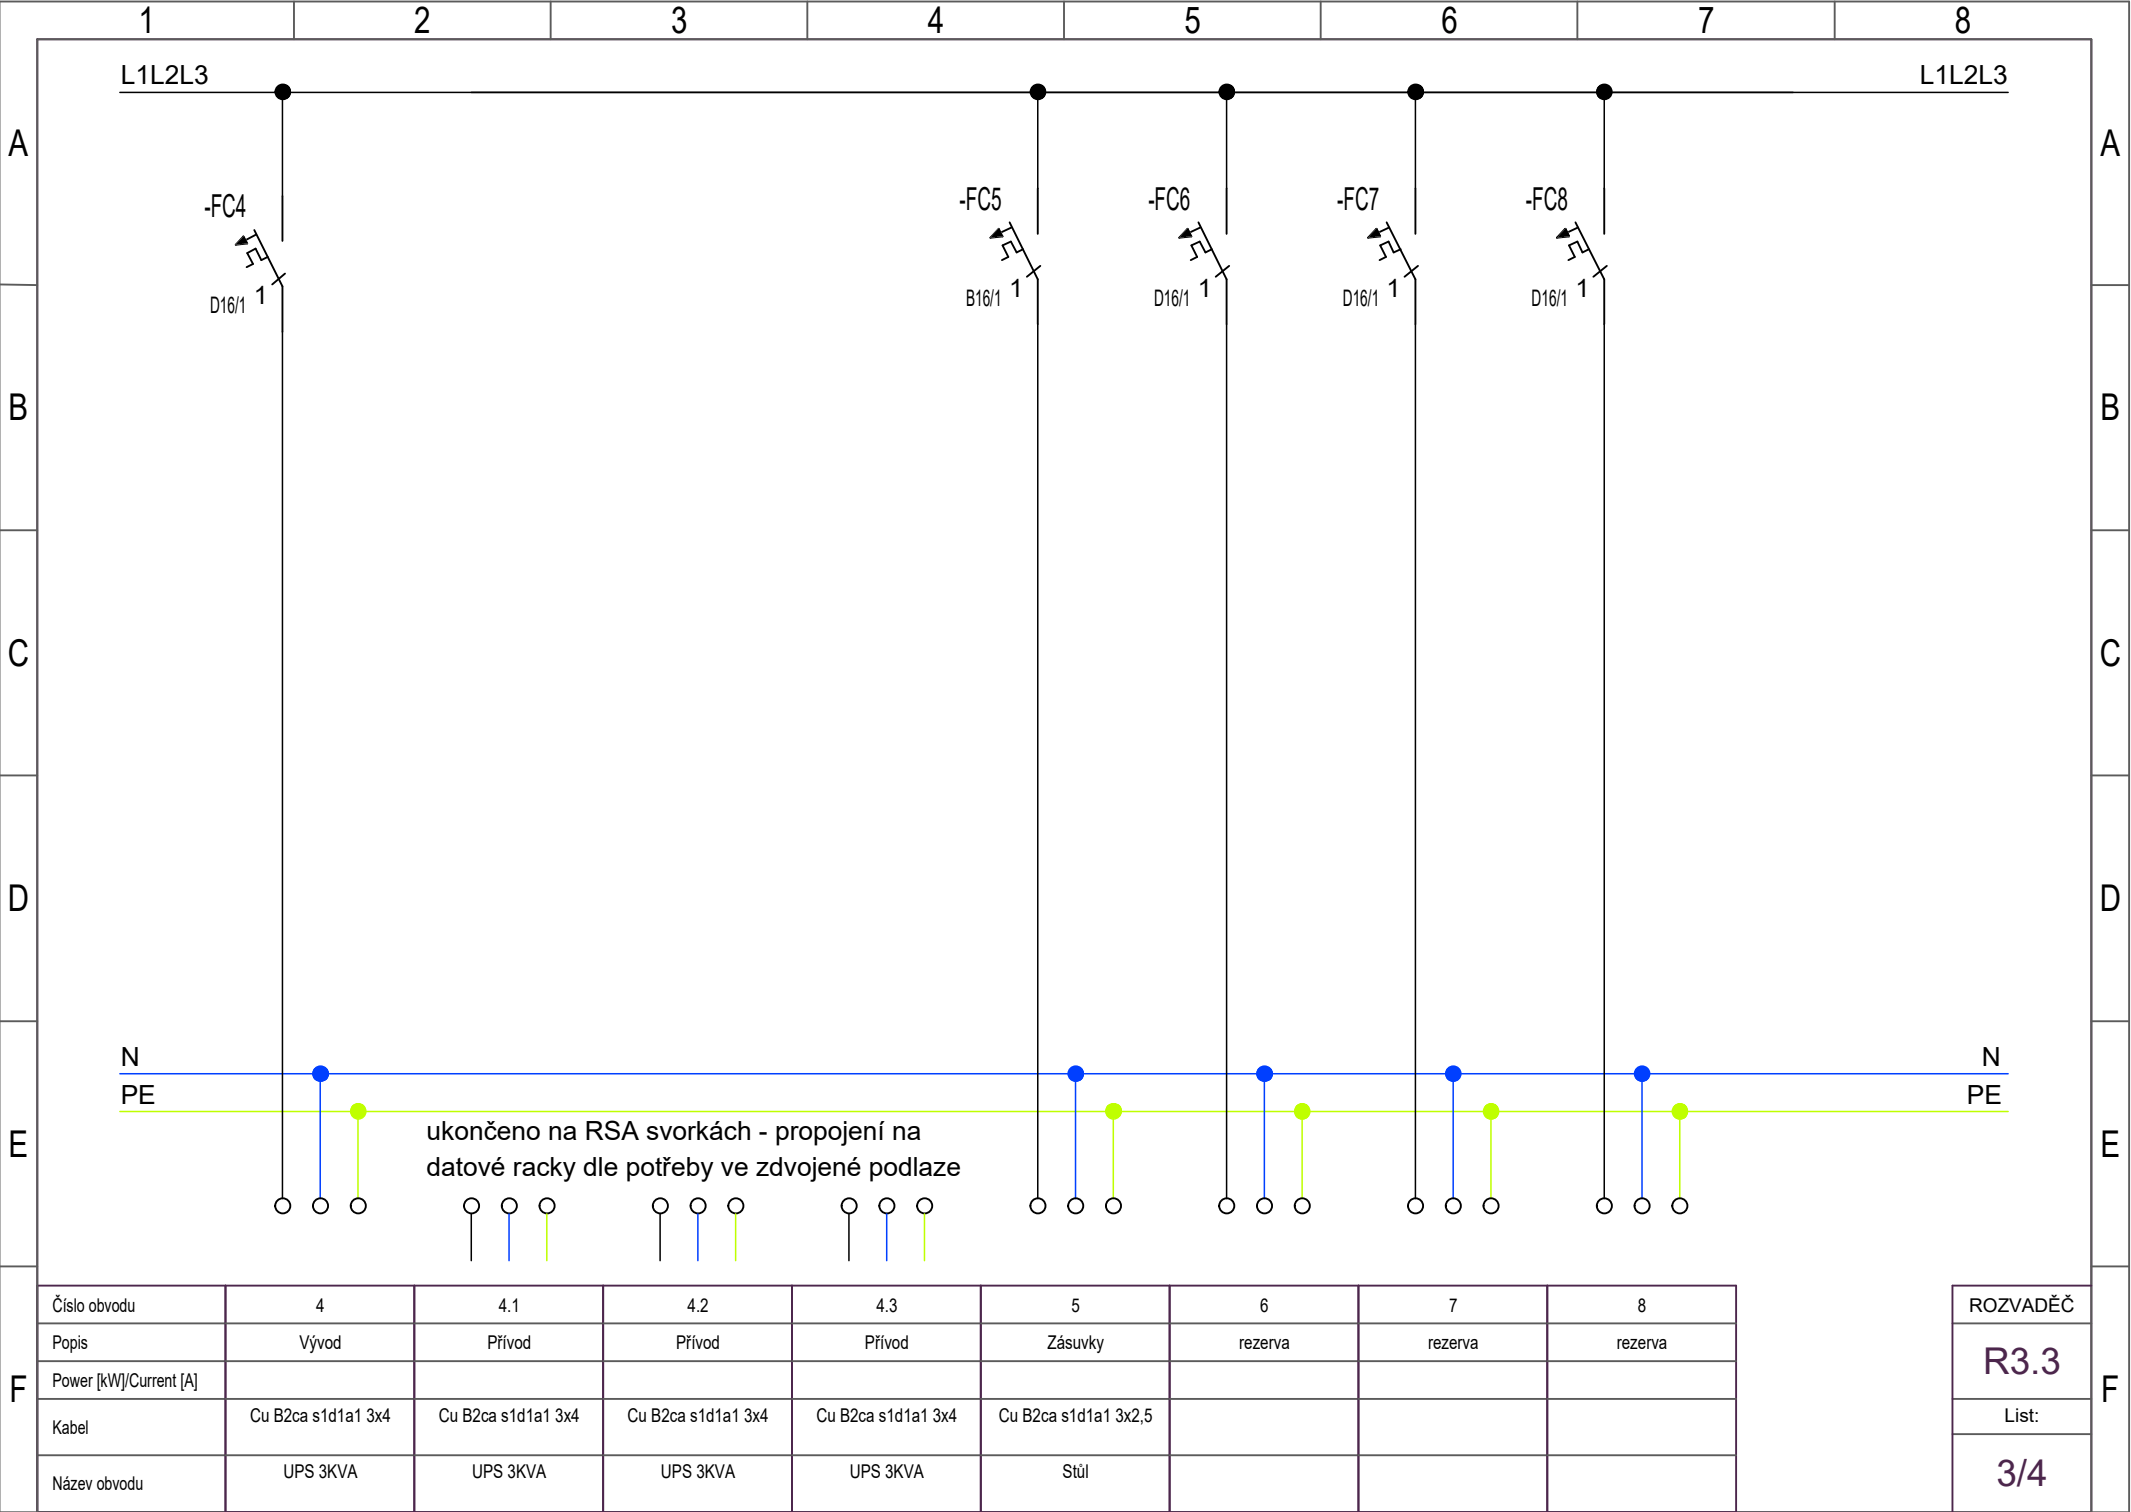 1 2 3 4 5 6 7 8
L1L2L3 L1L2L3
A A
-FC4 -FC5 -FC6 -FC7 -FC8
D16/1 1 B16/1 1 D16/1 1 D16/1 1 D16/1 1
B B
C C
D D
N N
PE PE
E E
ukončeno na RSA svorkách - propojení na
datové racky dle potřeby ve zdvojené podlaze
Číslo obvodu 4 4.1 4.2 4.3 5 6 7 8
Popis Vývod Přívod Přívod Přívod Zásuvky rezerva rezerva rezerva
Power [kW]/Current [A]
Kabel Cu B2ca s1d1a1 3x4 Cu B2ca s1d1a1 3x4 Cu B2ca s1d1a1 3x4 Cu B2ca s1d1a1 3x4 Cu B2ca s1d1a1 3x2,5
Název obvodu UPS 3KVA UPS 3KVA UPS 3KVA UPS 3KVA Stůl
F F
ROZVADĚČ
R3.3
List:
3/4